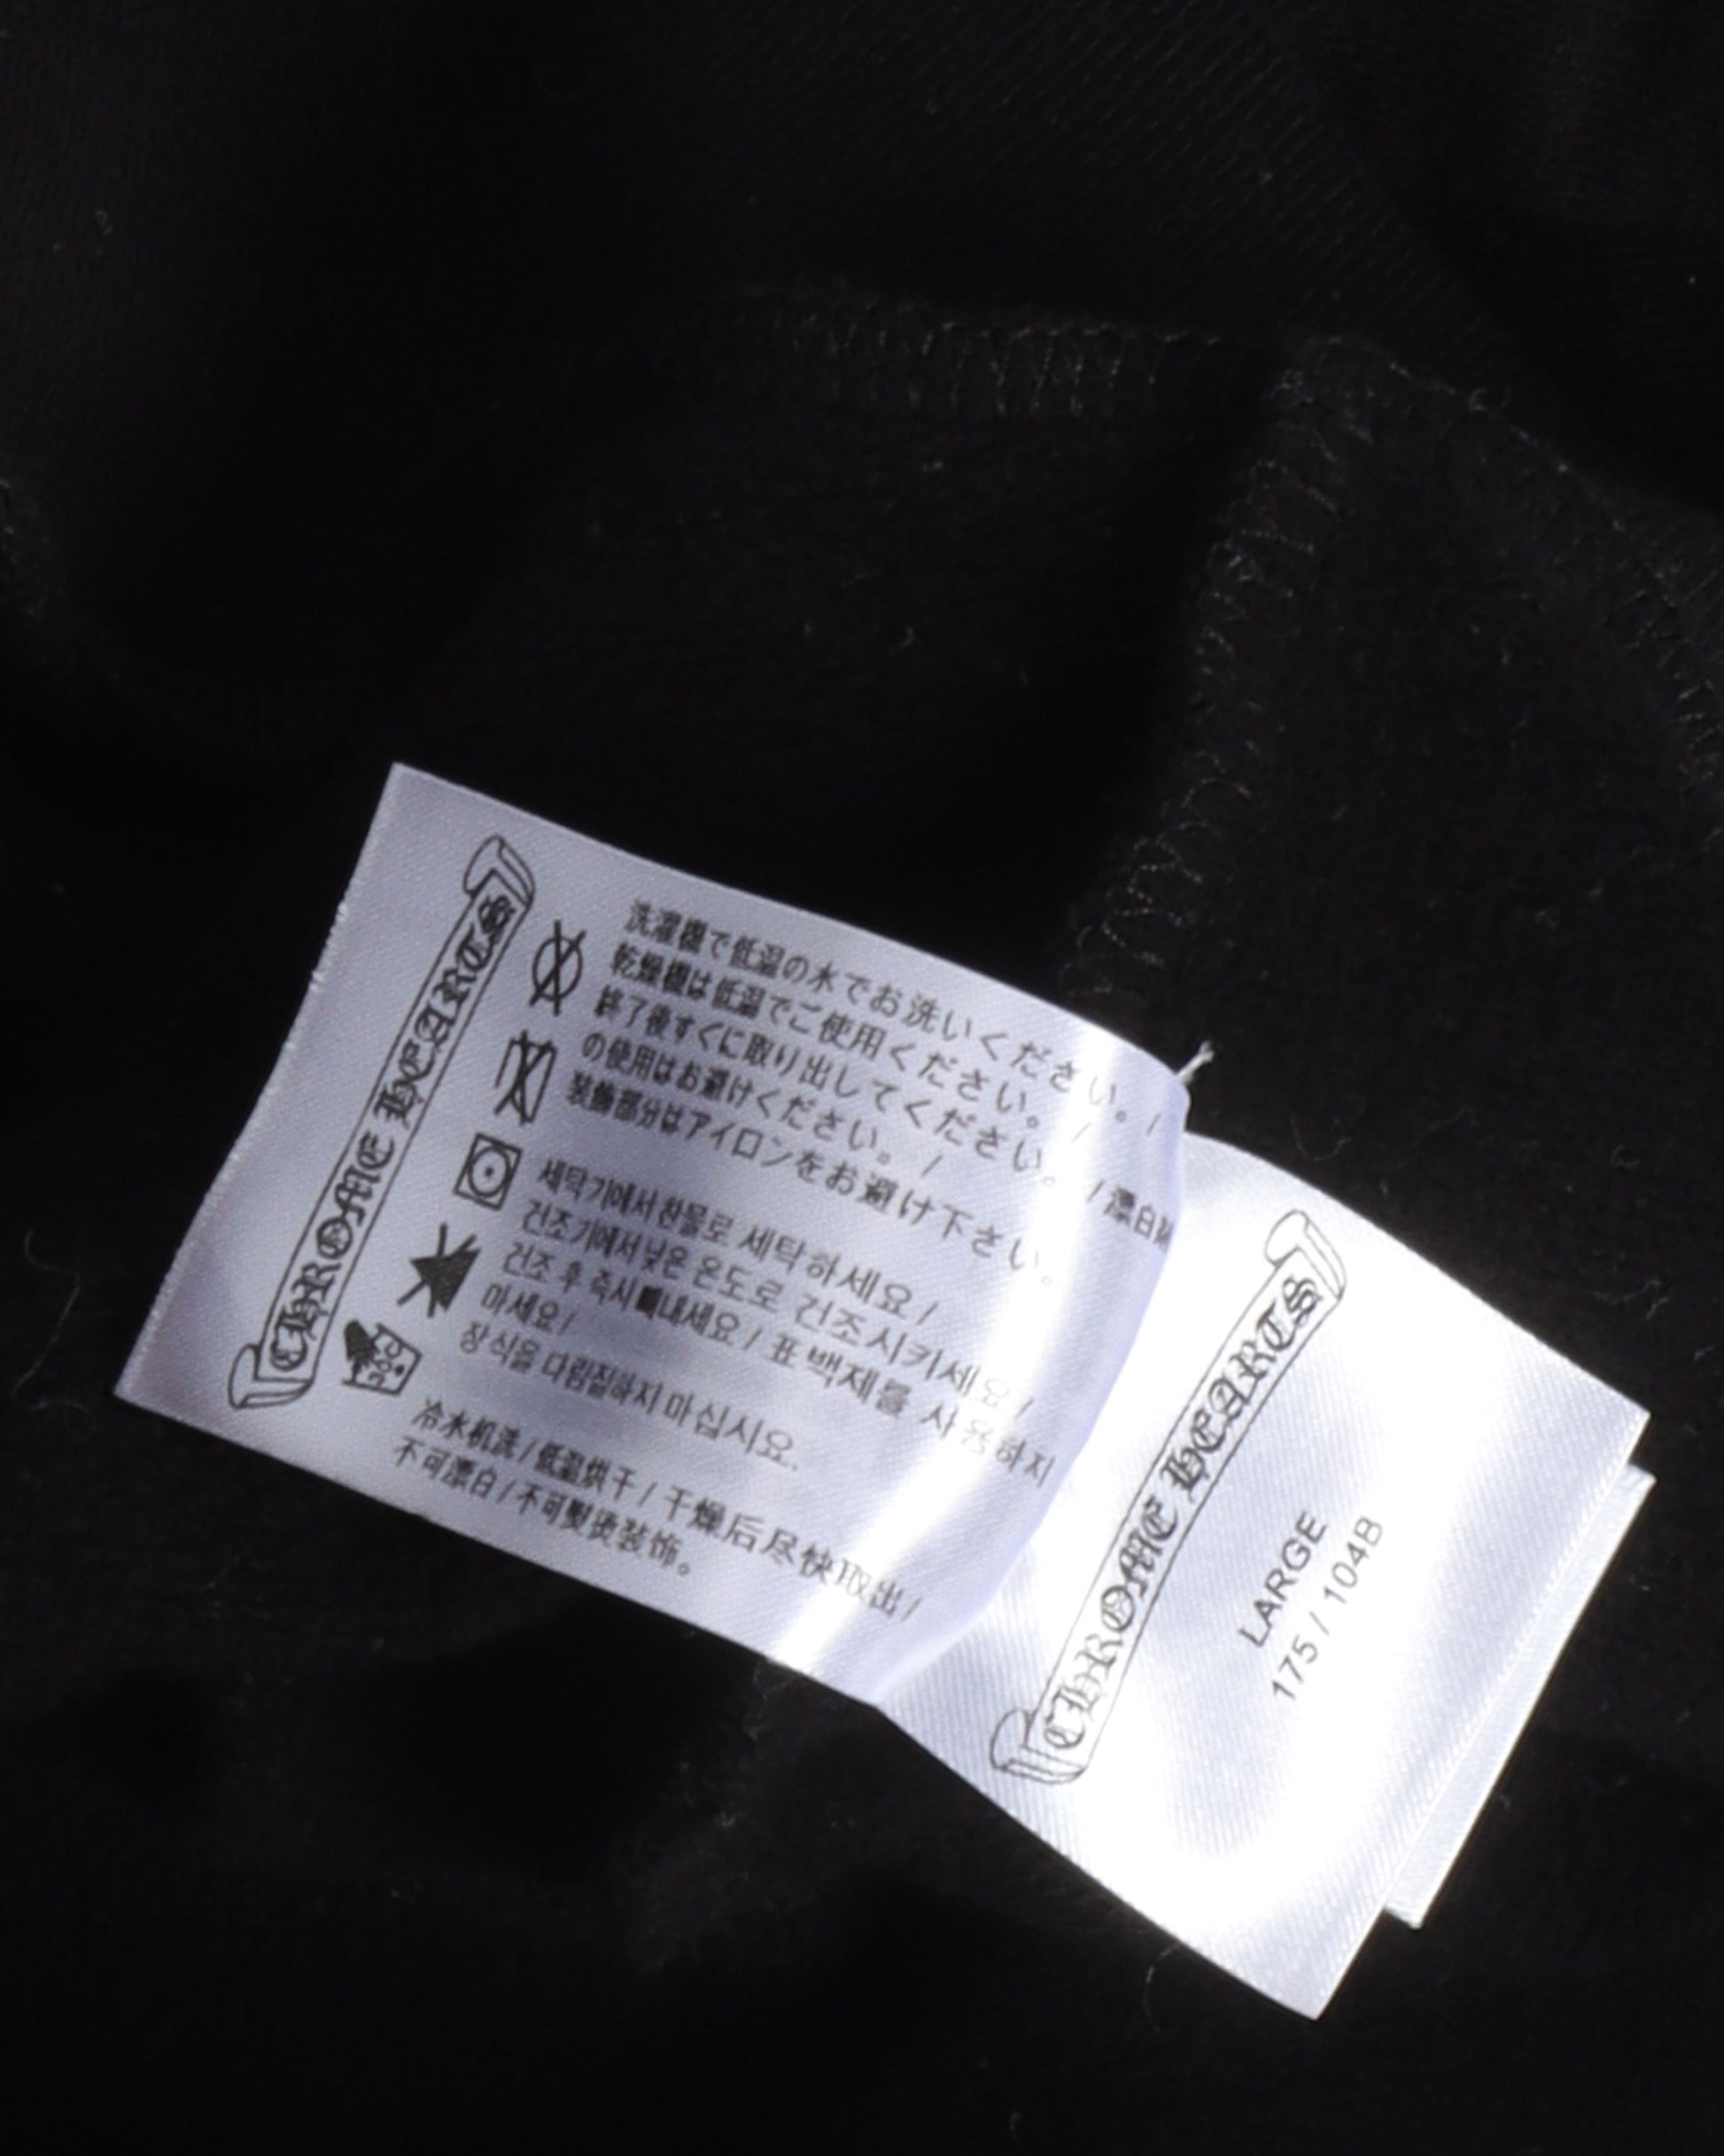 CHROME HEARTS
洗濯機で低温の水でお洗いください。/
乾燥機は低温でご使用ください。/
終了後すぐに取り出してください。/漂白
の使用はお避けください。/
装飾部分はアイロンをお避け下さい。
세탁기에서 찬물로 세탁하세요 /
건조기에서 낮은 온도로 건조시키세요 /
건조 후 즉시 빼내세요 / 표백제를 사용하지
마세요 /
장식을 다림질하지 마십시요.
冷水机洗 / 低温烘干 / 干燥后尽快取出 /
不可漂白 / 不可熨烫装饰。
CHROME HEARTS
LARGE
175 / 104B